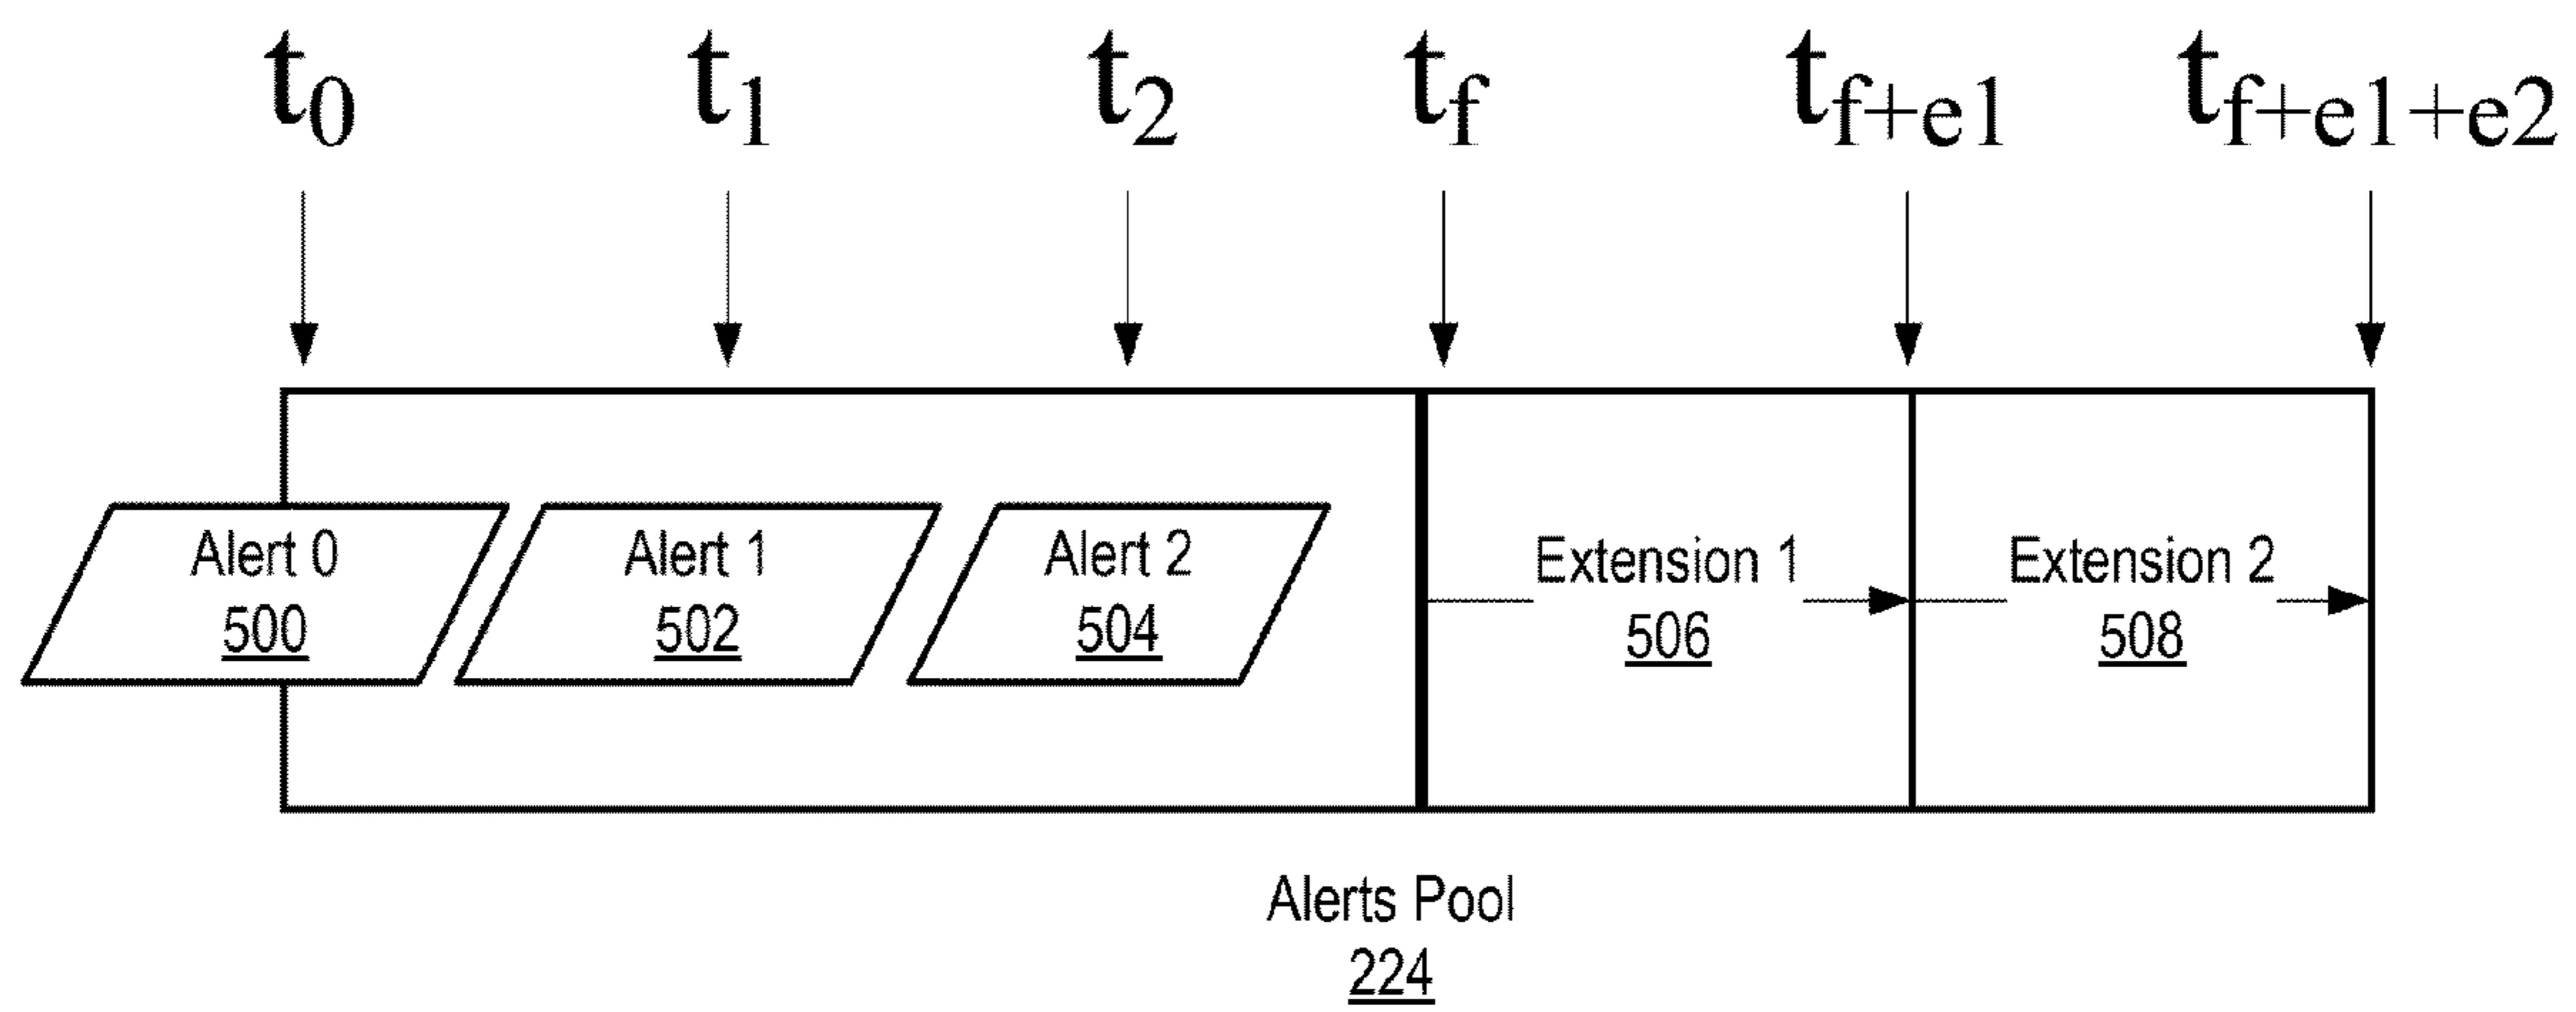 t0 t1 t2 tf tf+e1 tf+e1+e2
Alert 0
500
Alert 1
502
Alert 2
504
Extension 1
506
Extension 2
508
Alerts Pool
224